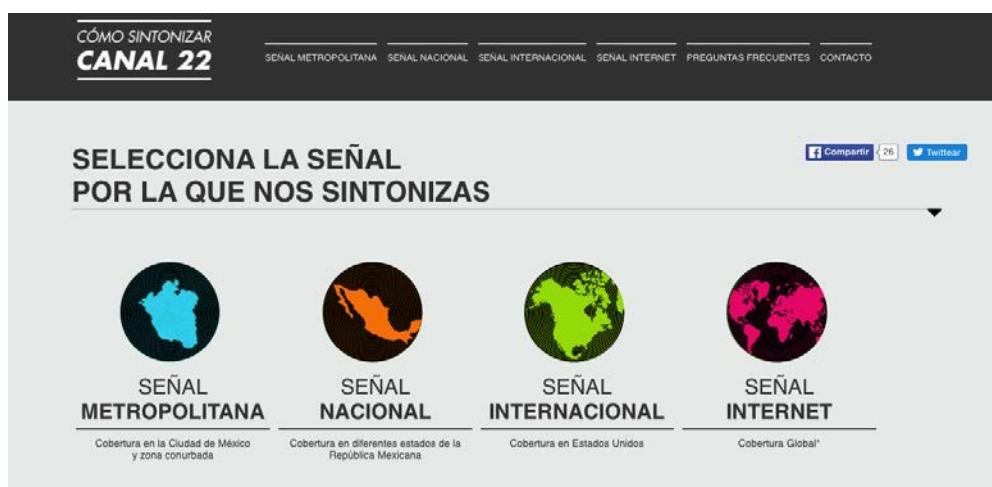 CÓMO SINTONIZAR
CANAL 22
SEÑAL METROPOLITANA SEÑAL NACIONAL SEÑAL INTERNACIONAL SEÑAL INTERNET PREGUNTAS FRECUENTES CONTACTO
SELECCIONA LA SEÑAL
POR LA QUE NOS SINTONIZAS
Compartir 26 Twittear
SEÑAL
METROPOLITANA
Cobertura en la Ciudad de México
y zona conurbada
SEÑAL
NACIONAL
Cobertura en diferentes estados de la
República Mexicana
SEÑAL
INTERNACIONAL
Cobertura en Estados Unidos
SEÑAL
INTERNET
Cobertura Global*